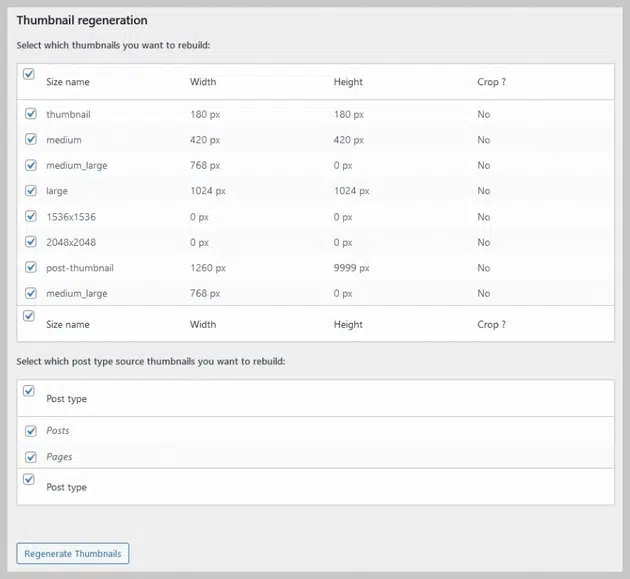 Thumbnail regeneration
Select which thumbnails you want to rebuild:
Size name Width Height Crop ?
thumbnail 180 px 180 px No
medium 420 px 420 px No
medium_large 768 px 0 px No
large 1024 px 1024 px No
1536x1536 0 px 0 px No
2048x2048 0 px 0 px No
post-thumbnail 1260 px 9999 px No
medium_large 768 px 0 px No
Size name Width Height Crop ?
Select which post type source thumbnails you want to rebuild:
Post type
Posts
Pages
Post type
Regenerate Thumbnails